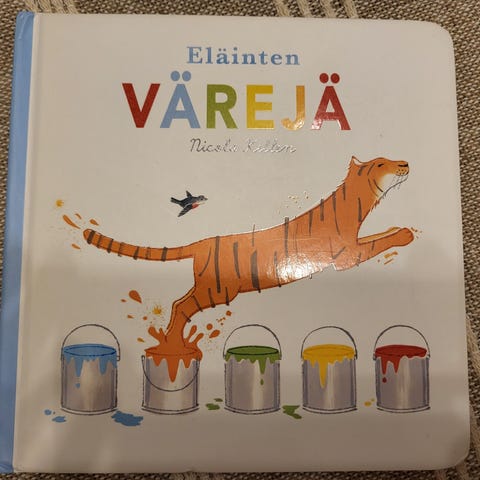 Eläinten
VÄREJÄ
Nicola Killen